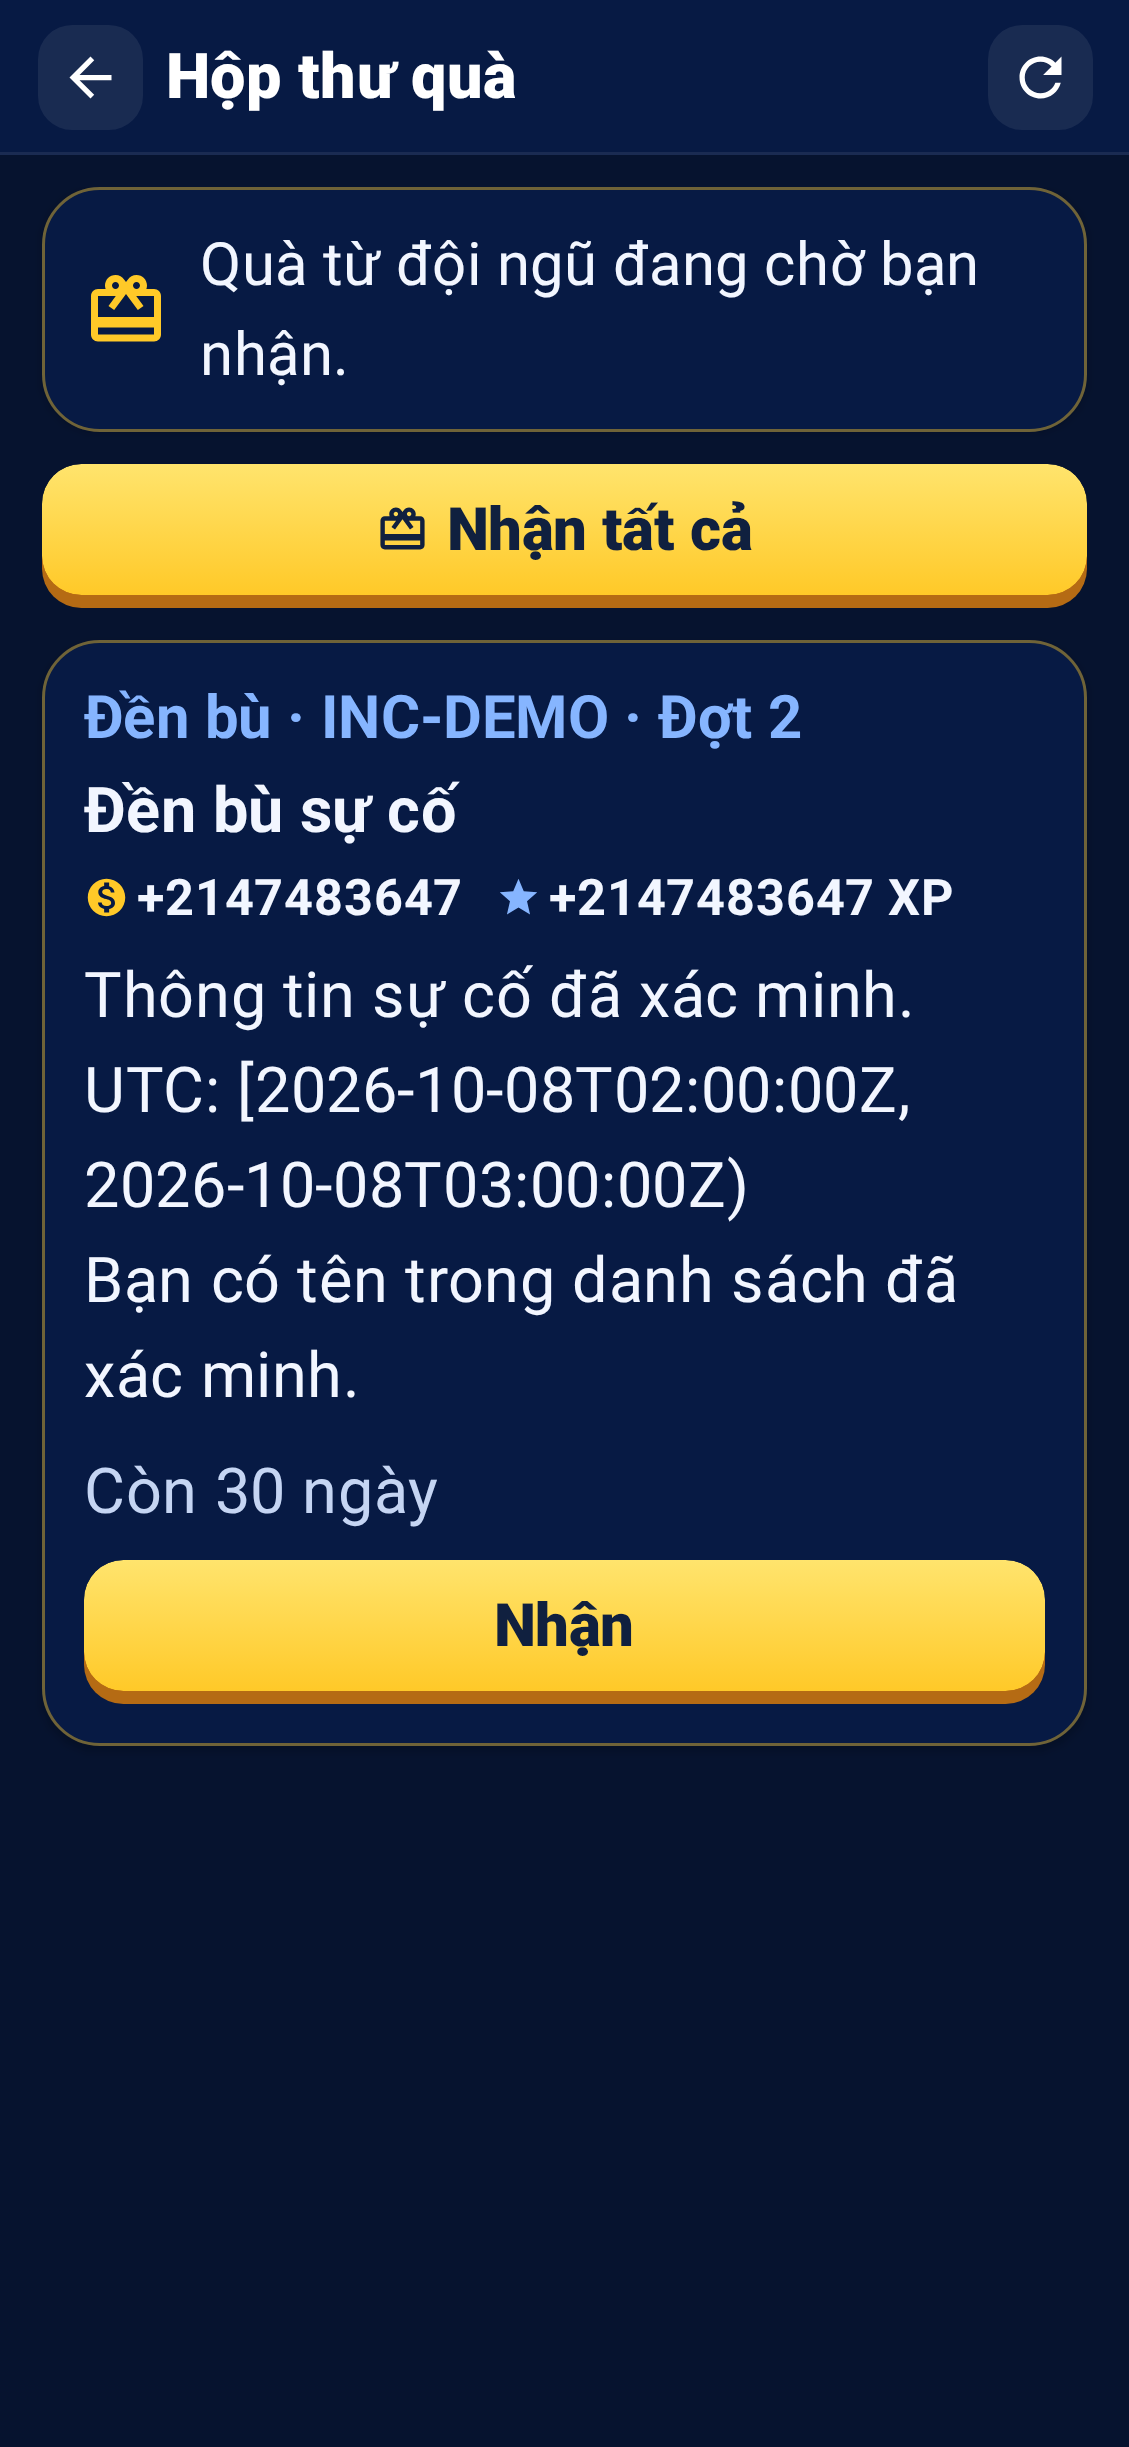 Hộp thư quà
Quà từ đội ngũ đang chờ bạn
nhận.
Nhận tất cả
Đền bù · INC-DEMO · Đợt 2
Đền bù sự cố
+2147483647 +2147483647 XP
Thông tin sự cố đã xác minh.
UTC: [2026-10-08T02:00:00Z,
2026-10-08T03:00:00Z)
Bạn có tên trong danh sách đã
xác minh.
Còn 30 ngày
Nhận